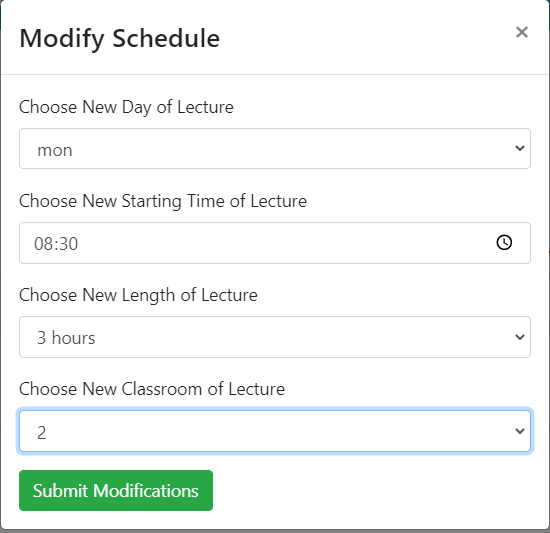 Modify Schedule
×
Choose New Day of Lecture
mon
Choose New Starting Time of Lecture
08:30
Choose New Length of Lecture
3 hours
Choose New Classroom of Lecture
2
Submit Modifications